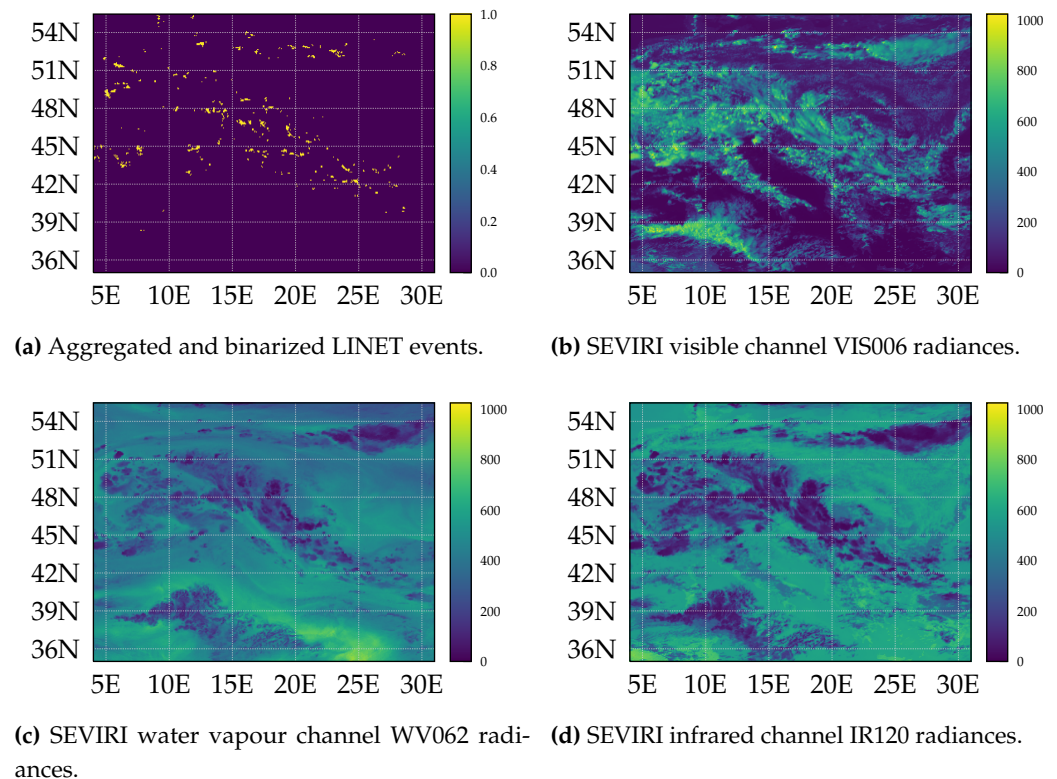 54N
51N
48N
45N
42N
39N
36N
5E 10E 15E 20E 25E 30E
1.0
0.8
0.6
0.4
0.2
0.0
(a) Aggregated and binarized LINET events.
54N
51N
48N
45N
42N
39N
36N
5E 10E 15E 20E 25E 30E
1000
800
600
400
200
0
(b) SEVIRI visible channel VIS006 radiances.
54N
51N
48N
45N
42N
39N
36N
5E 10E 15E 20E 25E 30E
1000
800
600
400
200
0
(c) SEVIRI water vapour channel WV062 radi-
ances.
54N
51N
48N
45N
42N
39N
36N
5E 10E 15E 20E 25E 30E
1000
800
600
400
200
0
(d) SEVIRI infrared channel IR120 radiances.